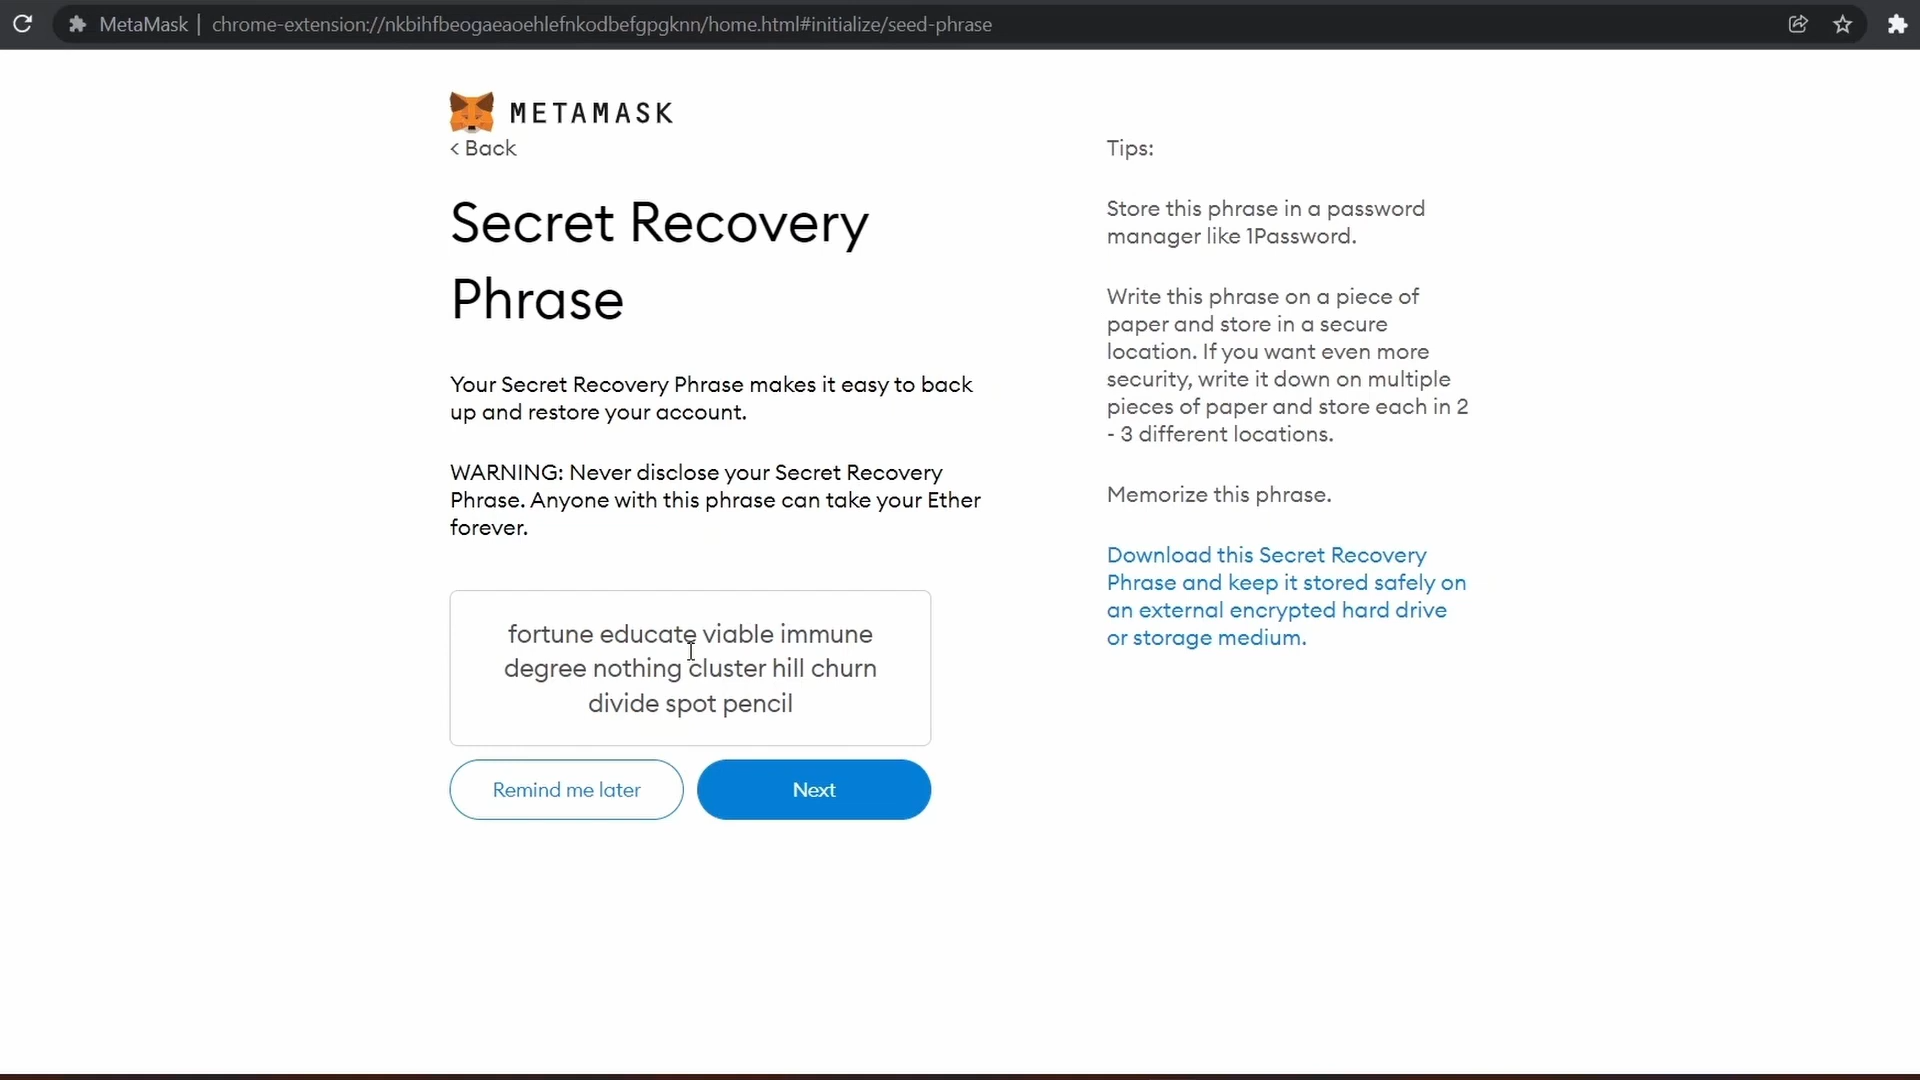 MetaMask | chrome-extension://nkbihfbeogaeaoehlefnkodbefgpgknn/home.html#initialize/seed-phrase
METAMASK
< Back
Secret Recovery
Phrase
Your Secret Recovery Phrase makes it easy to back
up and restore your account.
WARNING: Never disclose your Secret Recovery
Phrase. Anyone with this phrase can take your Ether
forever.
fortune educate viable immune
degree nothing cluster hill churn
divide spot pencil
Remind me later
Next
Tips:
Store this phrase in a password
manager like 1Password.
Write this phrase on a piece of
paper and store in a secure
location. If you want even more
security, write it down on multiple
pieces of paper and store each in 2
- 3 different locations.
Memorize this phrase.
Download this Secret Recovery
Phrase and keep it stored safely on
an external encrypted hard drive
or storage medium.